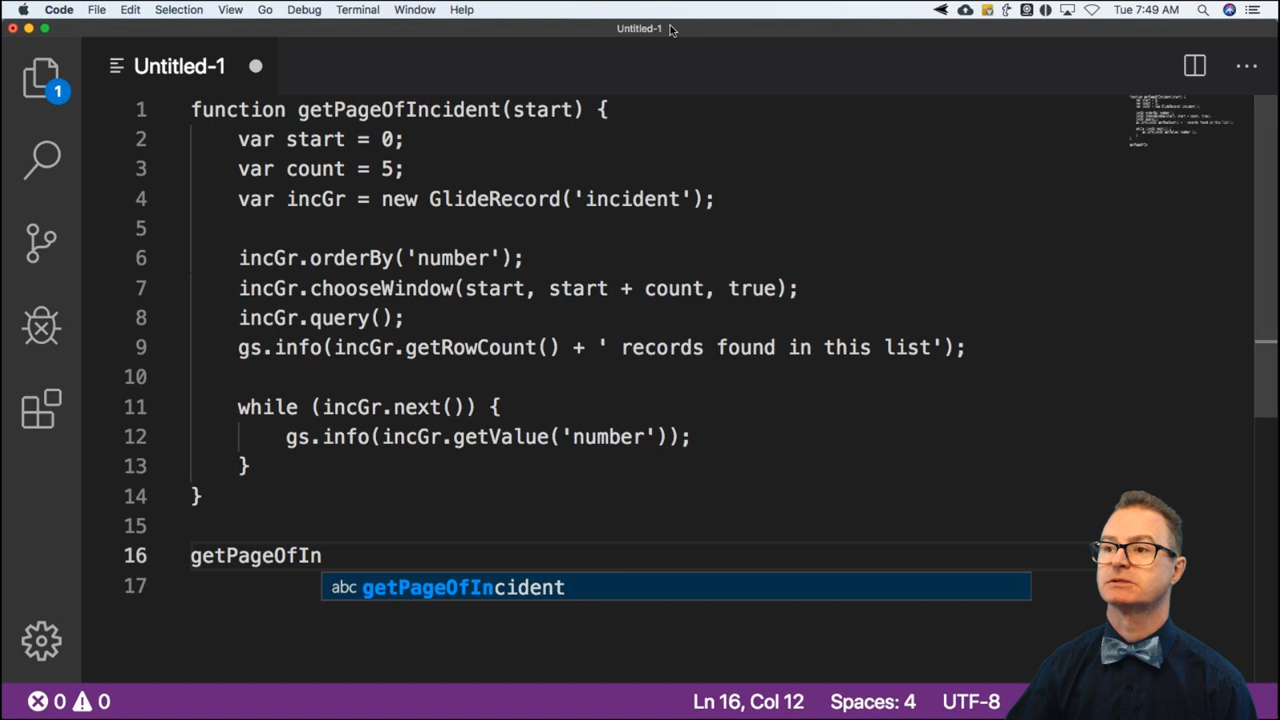 Code File Edit Selection View Go Debug Terminal Window Help Tue 7:49 AM
Untitled-1
Untitled-1
1
1 function getPageOfIncident(start) {
2 var start = 0;
3 var count = 5;
4 var incGr = new GlideRecord('incident');
5
6 incGr.orderBy('number');
7 incGr.chooseWindow(start, start + count, true);
8 incGr.query();
9 gs.info(incGr.getRowCount() + ' records found in this list');
10
11 while (incGr.next()) {
12 gs.info(incGr.getValue('number'));
13 }
14 }
15
16 getPageOfIn
abc getPageOfIncident
17
0 0 Ln 16, Col 12 Spaces: 4 UTF-8